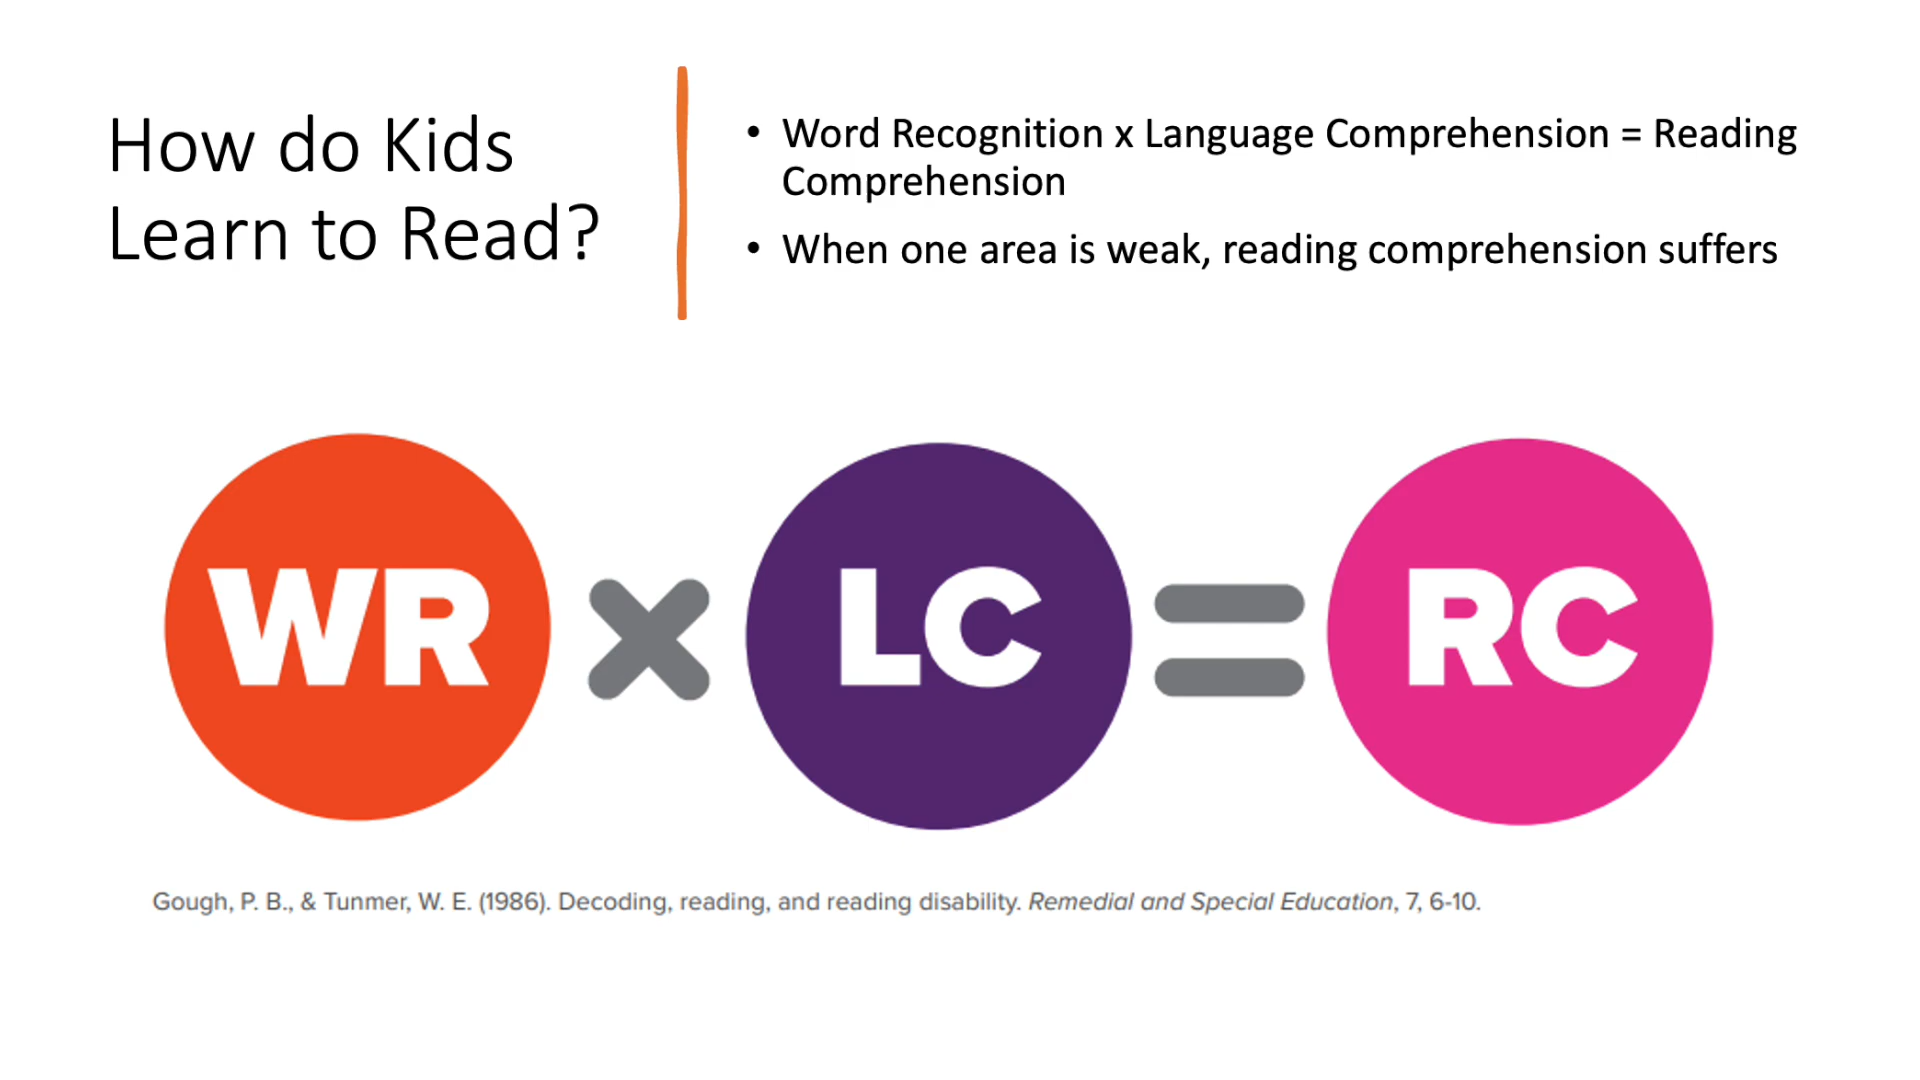 How do Kids
Learn to Read?
• Word Recognition x Language Comprehension = Reading
Comprehension
• When one area is weak, reading comprehension suffers
WR × LC = RC
Gough, P. B., & Tunmer, W. E. (1986). Decoding, reading, and reading disability. Remedial and Special Education, 7, 6-10.